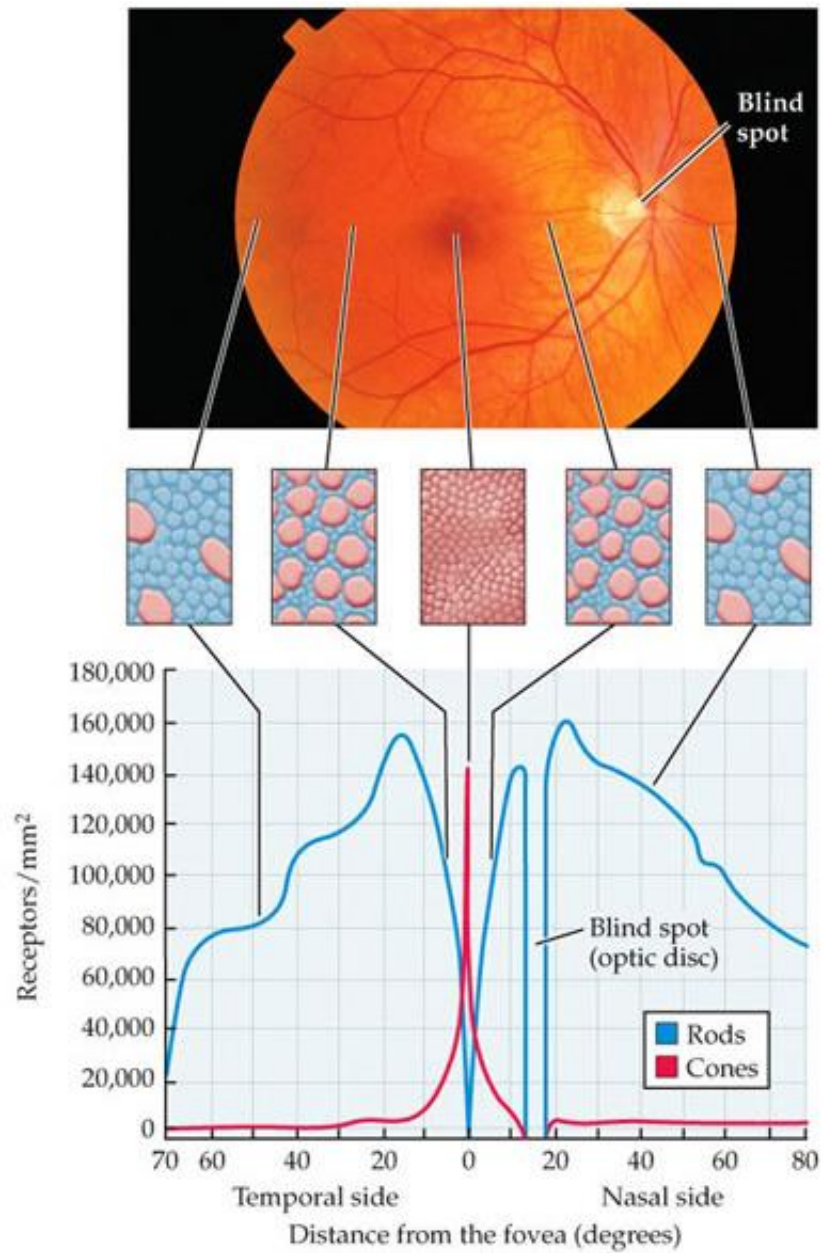 Blind
spot
180,000
160,000
140,000
120,000
100,000
80,000
60,000
40,000
20,000
0
Receptors/mm²
Blind spot
(optic disc)
Rods
Cones
70 60 40 20 0 20 40 60 80
Temporal side Nasal side
Distance from the fovea (degrees)